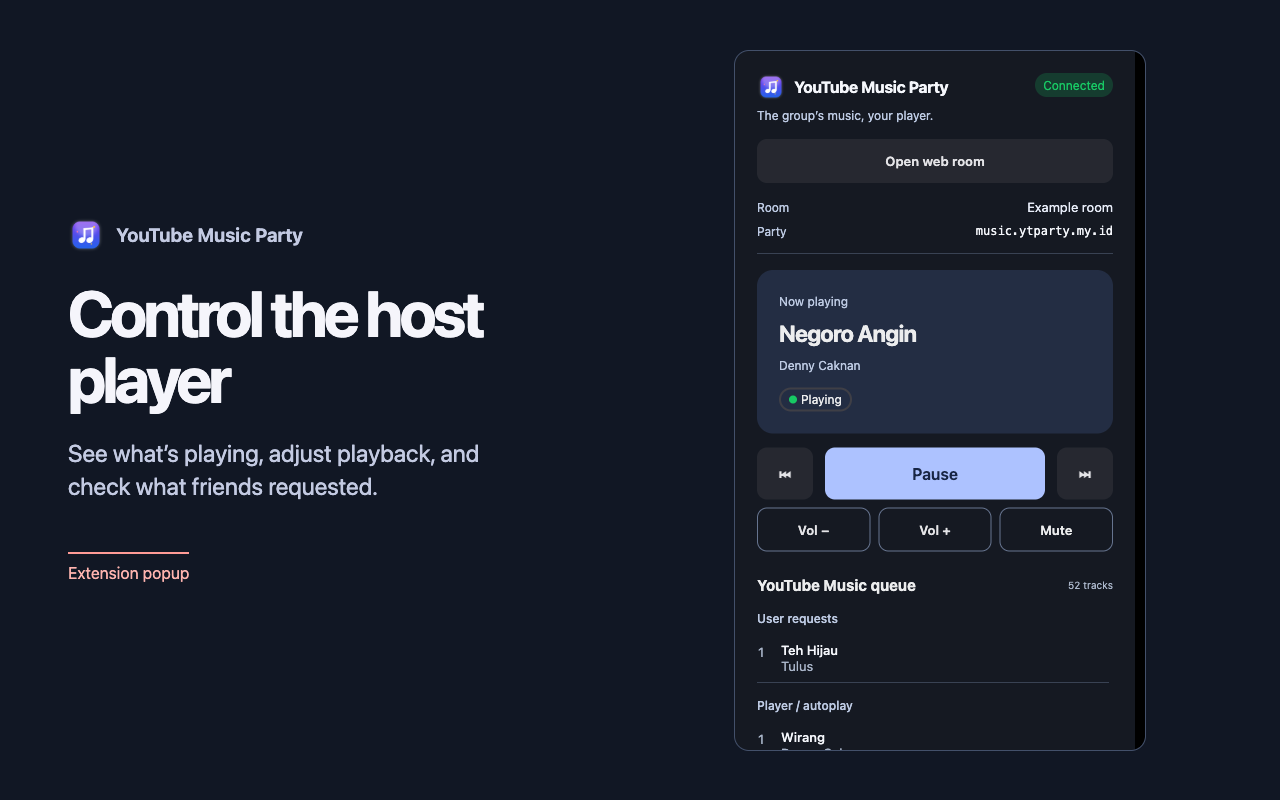 YouTube Music Party
Control the host
player
See what's playing, adjust playback, and
check what friends requested.
Extension popup
YouTube Music Party
Connected
The group's music, your player.
Open web room
Room
Example room
Party
music.ytparty.my.id
Now playing
Negoro Angin
Denny Caknan
Playing
⏮
Pause
⏭
Vol –
Vol +
Mute
YouTube Music queue
52 tracks
User requests
1
Teh Hijau
Tulus
Player / autoplay
1
Wirang